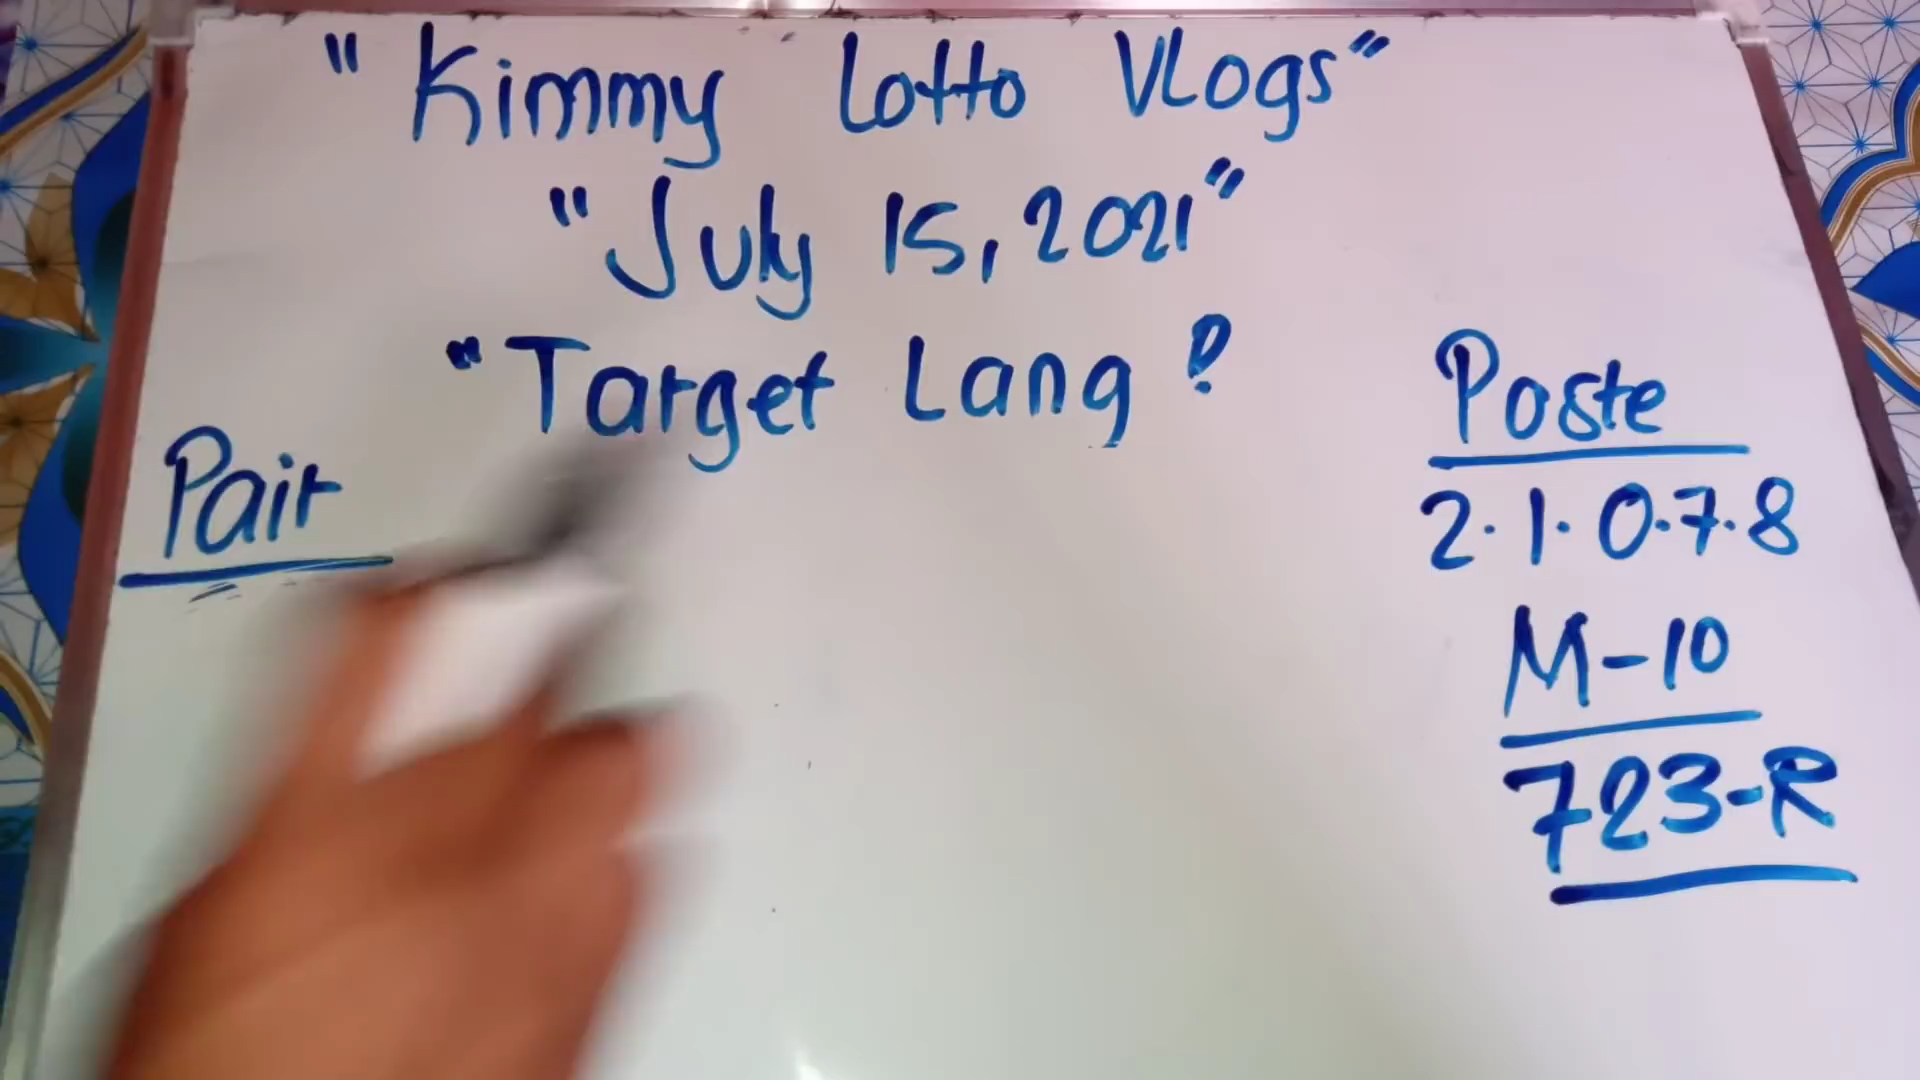 "Kimmy Lotto Vlogs"
"July 15, 2021"
"Target Lang ?
Pair
Poste
2.1.0.7.8
M-10
723-R